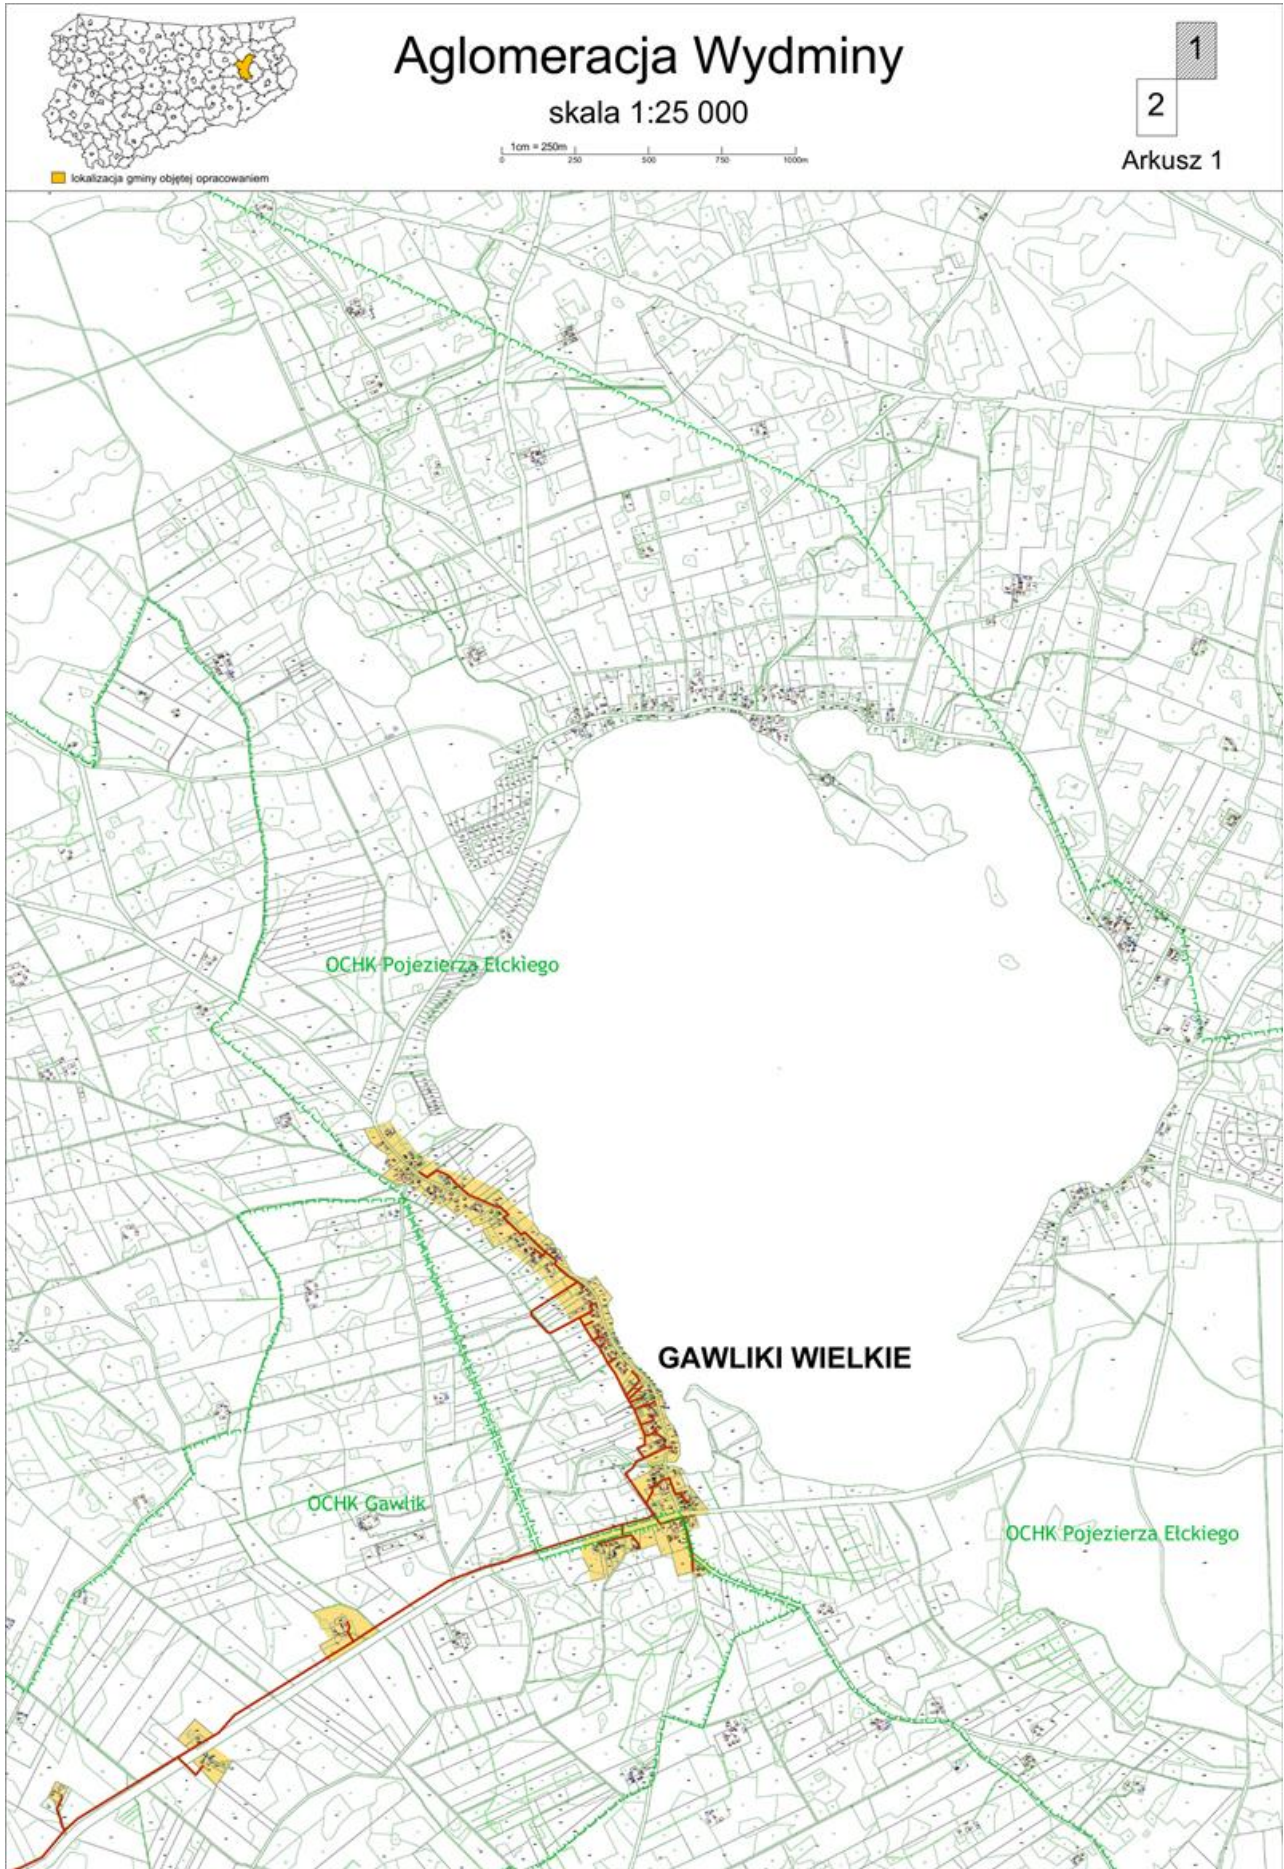 Aglomeracja Wydminy
skala 1:25 000
1cm = 250m
0 250 500 750 1000m
lokalizacja gminy objętej opracowaniem
1
2
Arkusz 1
OCHK Pojezierza Ełckiego
GAWLIKI WIELKIE
OCHK Gawlik
OCHK Pojezierza Ełckiego